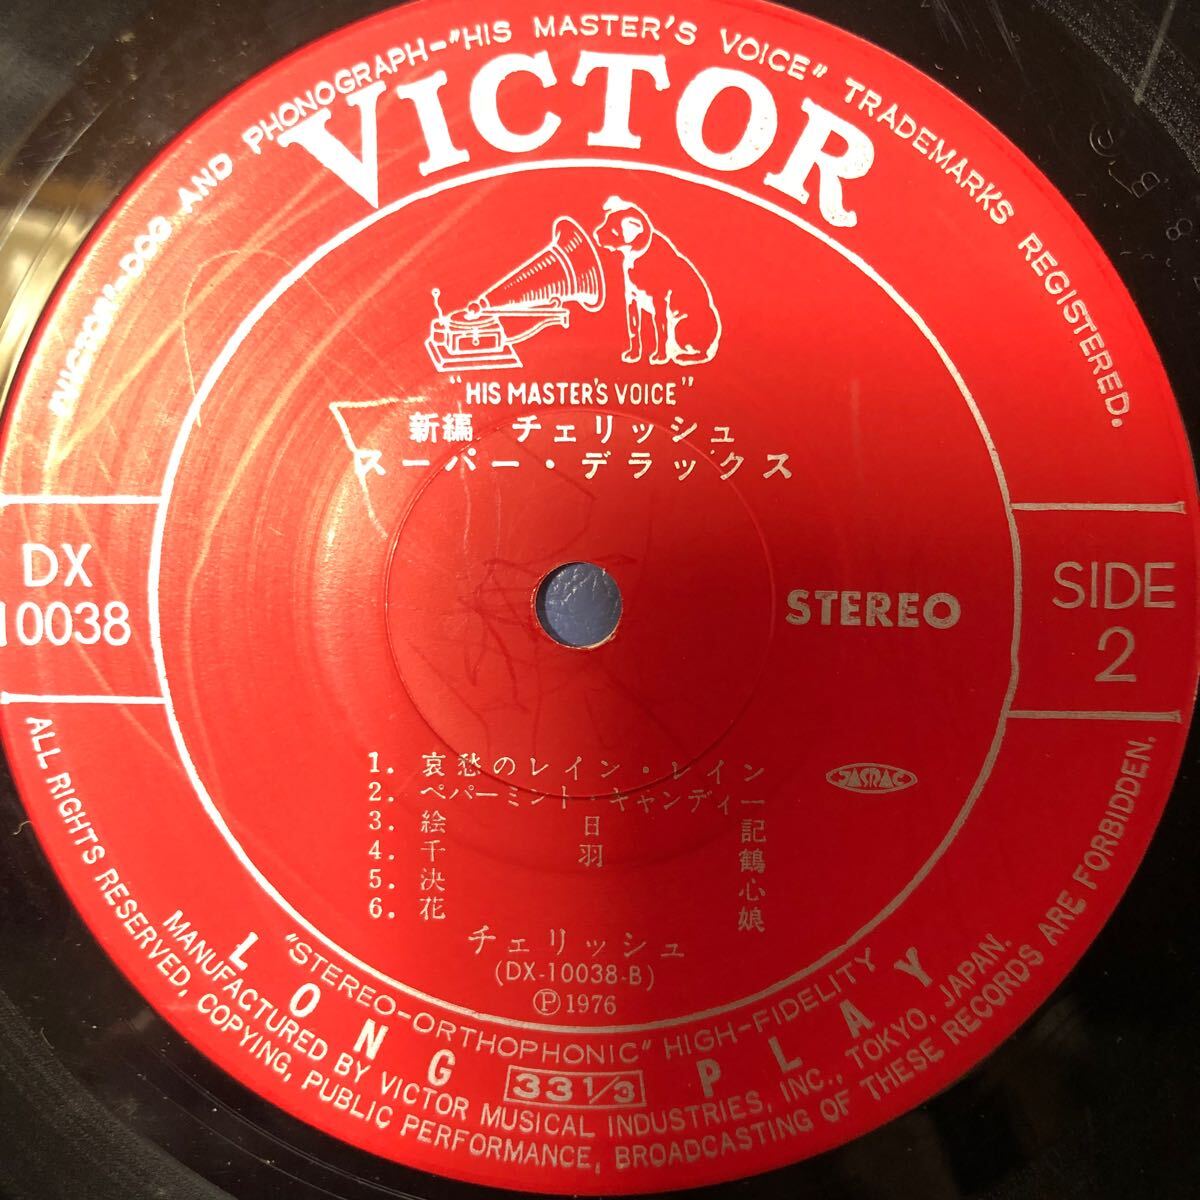 "NIPPER"-DOG AND PHONOGRAPH-"HIS MASTER'S VOICE" TRADEMARKS REGISTERED.
VICTOR
"HIS MASTER'S VOICE"
新編 チェリッシュ
スーパー・デラックス
DX
10038
STEREO
SIDE
2
1. 哀愁のレイン・レイン
2. ペパーミント・キャンディー
3. 絵日記
4. 千羽鶴
5. 決心
6. 花娘
JASRAC
チェリッシュ
(DX-10038-B)
Ⓟ1976
"STEREO-ORTHOPHONIC" HIGH-FIDELITY
LONG 33 1/3 PLAY
MANUFACTURED BY VICTOR MUSICAL INDUSTRIES, INC., TOKYO, JAPAN.
ALL RIGHTS RESERVED, COPYING, PUBLIC PERFORMANCE, BROADCASTING OF THESE RECORDS ARE FORBIDDEN.